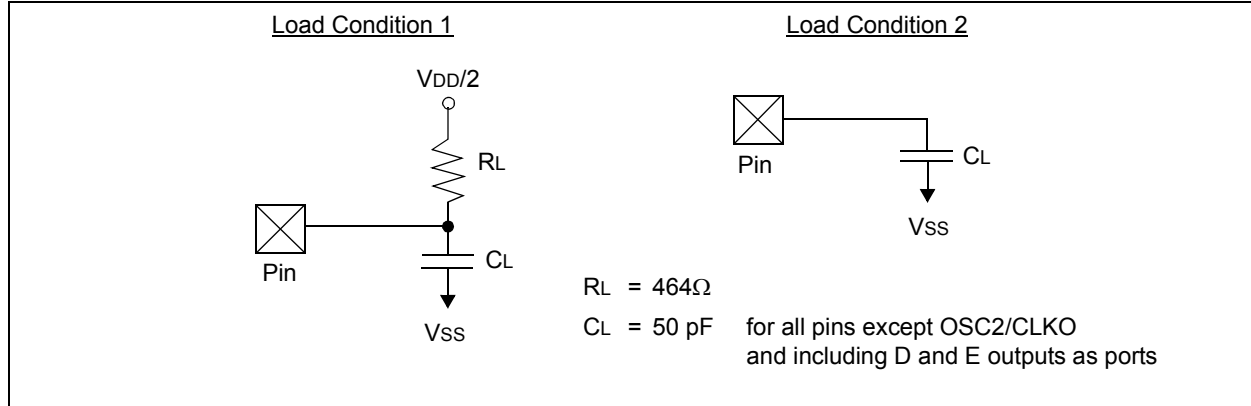 Load Condition 1
VDD/2
RL
Pin
CL
VSS
Load Condition 2
Pin
CL
VSS
RL = 464Ω
CL = 50 pF for all pins except OSC2/CLKO
and including D and E outputs as ports